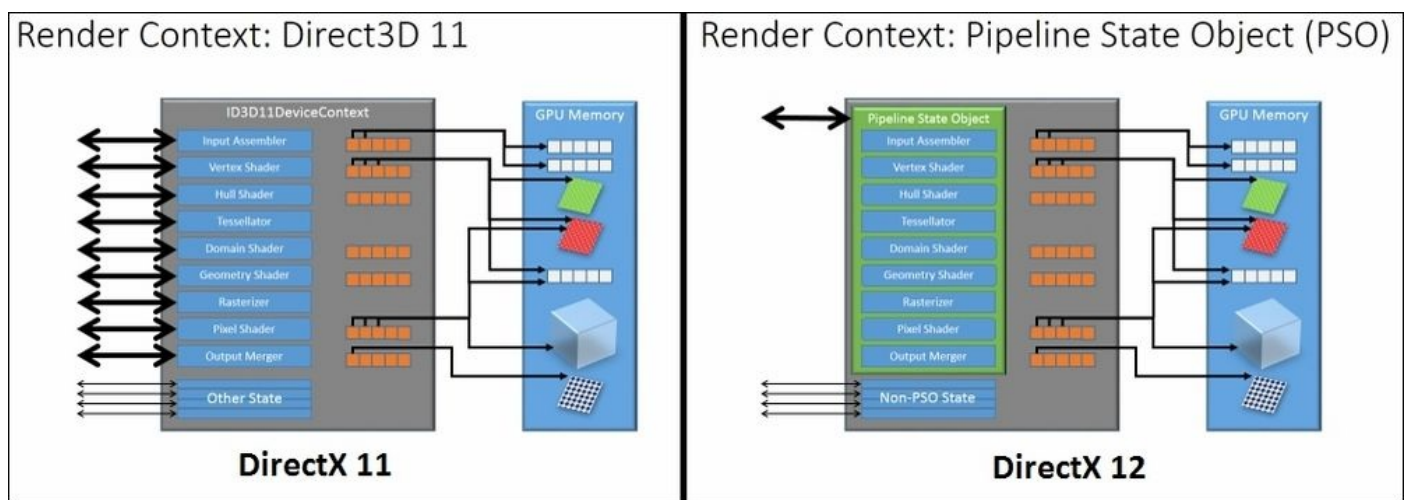 Render Context: Direct3D 11
ID3D11DeviceContext
GPU Memory
Input Assembler
Vertex Shader
Hull Shader
Tessellator
Domain Shader
Geometry Shader
Rasterizer
Pixel Shader
Output Merger
Other State
DirectX 11
Render Context: Pipeline State Object (PSO)
Pipeline State Object
GPU Memory
Input Assembler
Vertex Shader
Hull Shader
Tessellator
Domain Shader
Geometry Shader
Rasterizer
Pixel Shader
Output Merger
Non-PSO State
DirectX 12